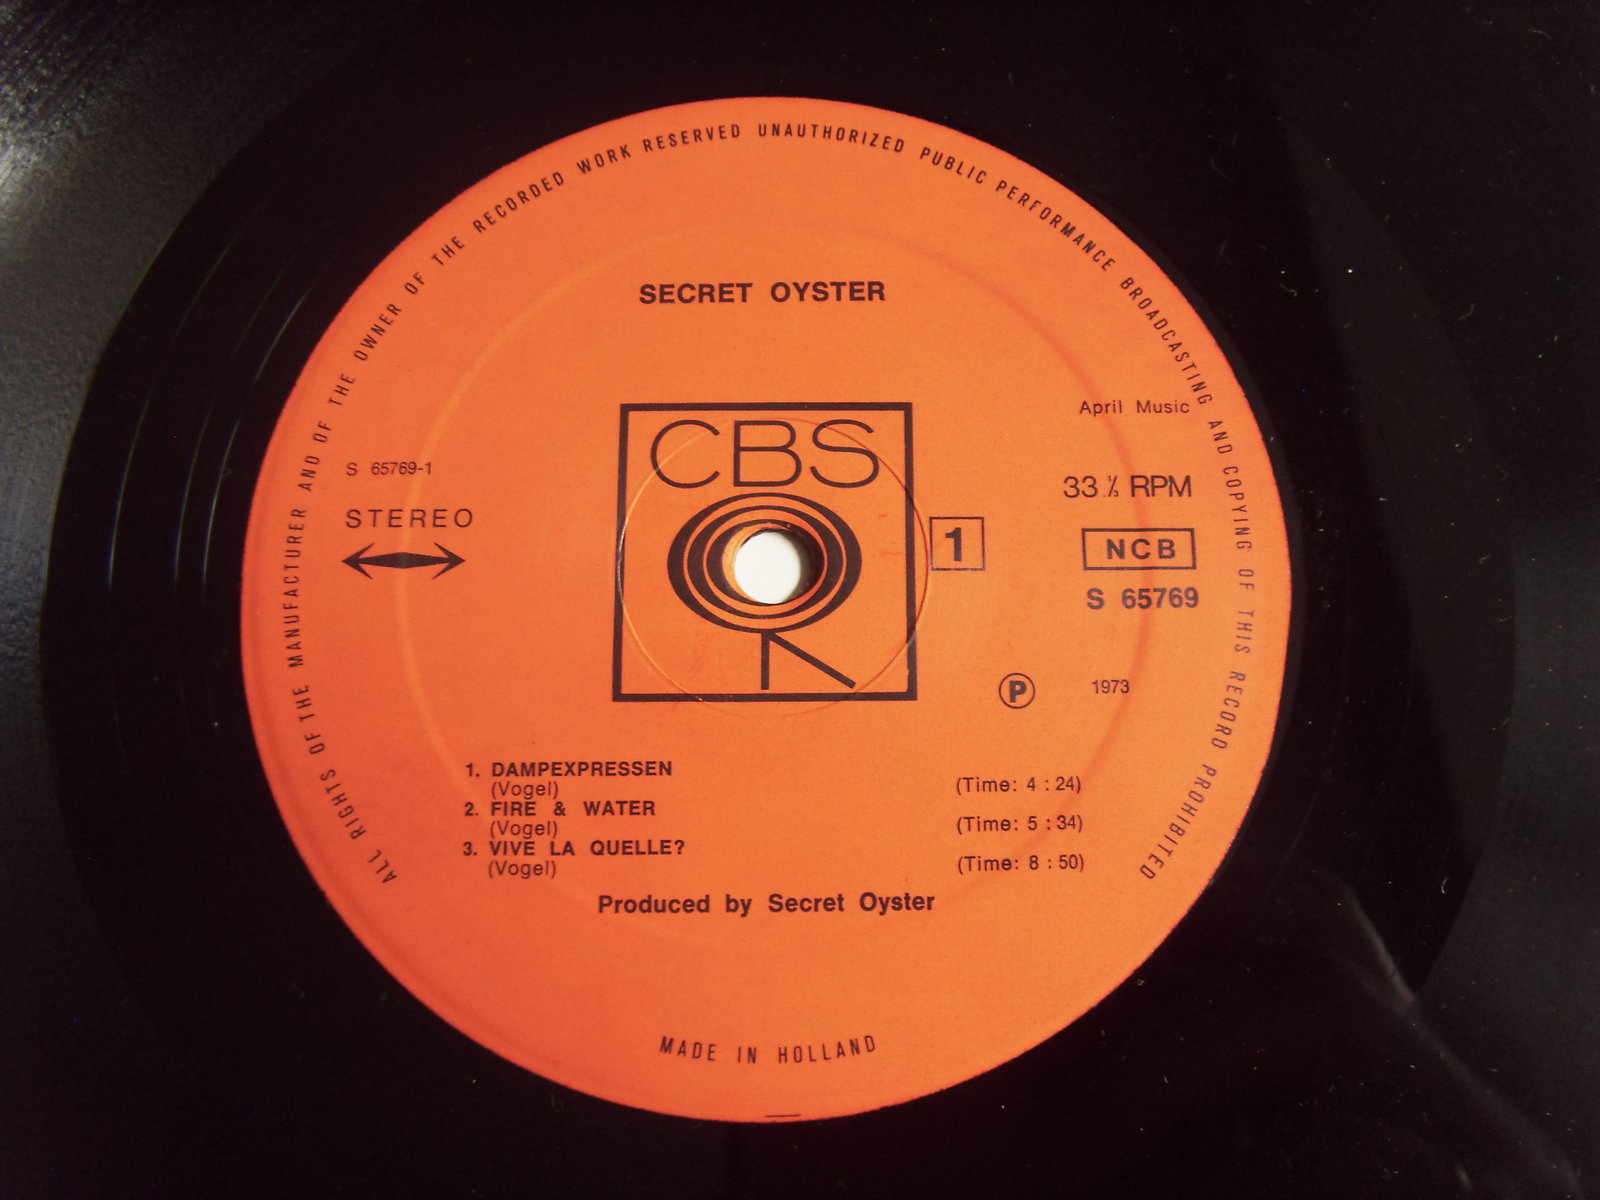 ALL RIGHTS OF THE MANUFACTURER AND OF THE OWNER OF THE RECORDED WORK RESERVED UNAUTHORIZED PUBLIC PERFORMANCE BROADCASTING AND COPYING OF THIS RECORD PROHIBITED
SECRET OYSTER
CBS
April Music
S 65769-1
33⅓ RPM
STEREO
1
NCB
S 65769
Ⓟ 1973
1. DAMPEXPRESSEN
(Vogel) (Time: 4 : 24)
2. FIRE & WATER
(Vogel) (Time: 5 : 34)
3. VIVE LA QUELLE?
(Vogel) (Time: 8 : 50)
Produced by Secret Oyster
MADE IN HOLLAND